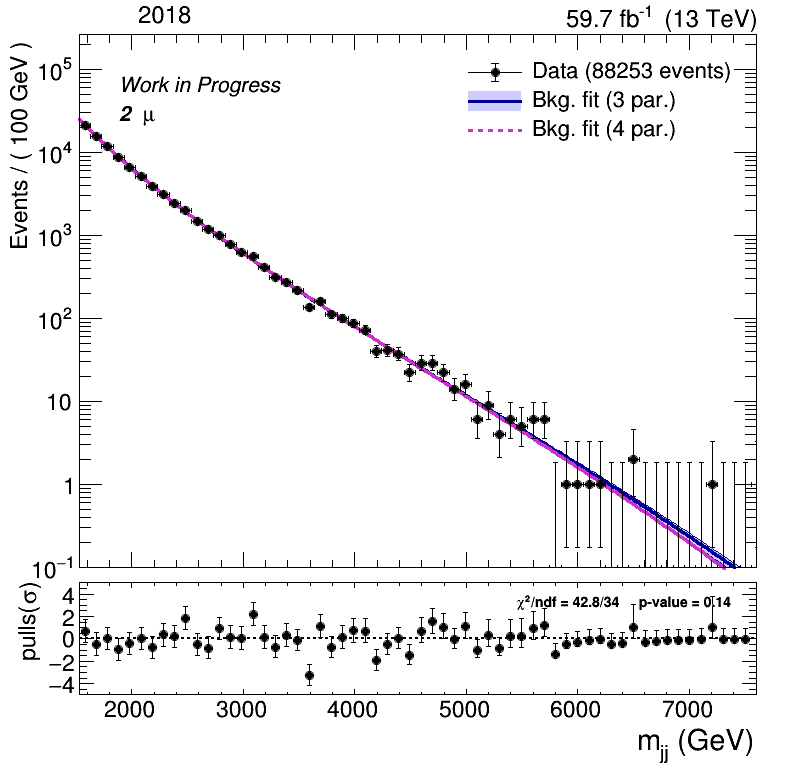 2018 59.7 fb⁻¹ (13 TeV)
Work in Progress
2 μ
Data (88253 events)
Bkg. fit (3 par.)
Bkg. fit (4 par.)
Events / ( 100 GeV )
10⁵
10⁴
10³
10²
10
1
10⁻¹
χ²/ndf = 42.8/34 p-value = 0.14
pulls(σ)
4
2
0
−2
−4
2000 3000 4000 5000 6000 7000
m_jj (GeV)